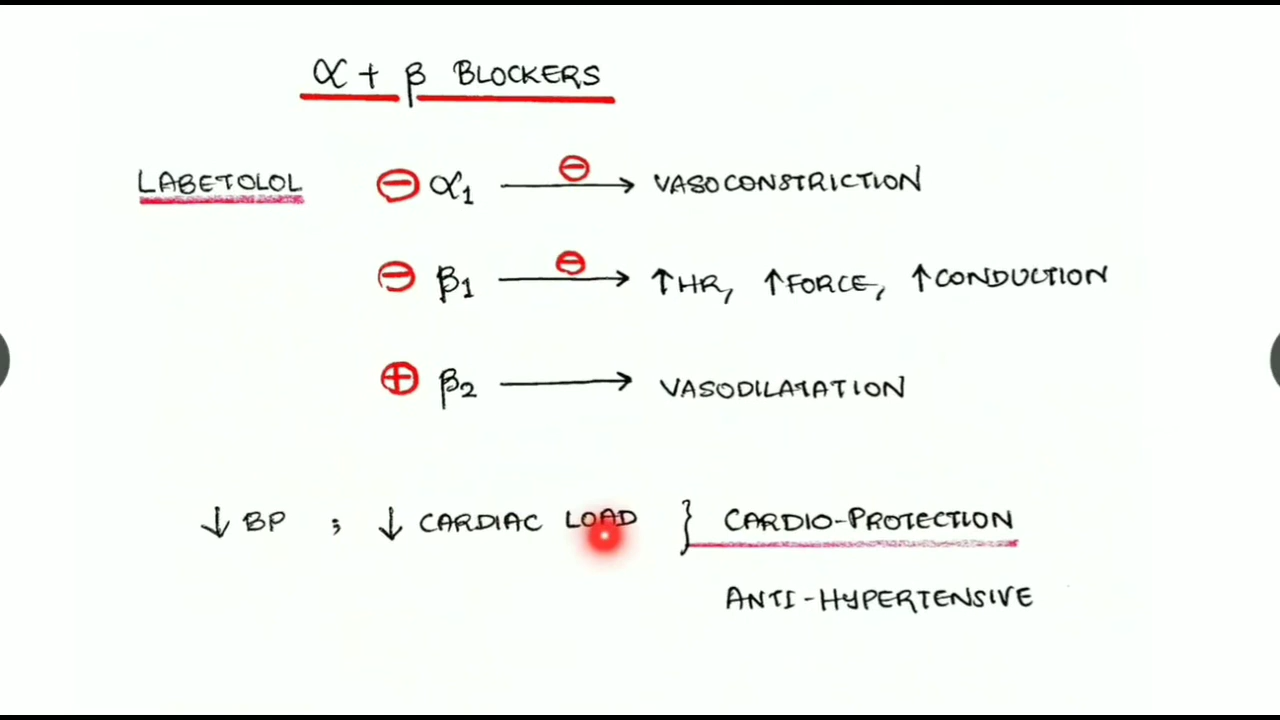 α + β BLOCKERS
LABETOLOL ⊖ α1 ⊖→ VASOCONSTRICTION
⊖ β1 ⊖→ ↑HR, ↑FORCE, ↑CONDUCTION
⊕ β2 → VASODILATATION
↓ BP ; ↓ CARDIAC LOAD } CARDIO-PROTECTION
ANTI-HYPERTENSIVE